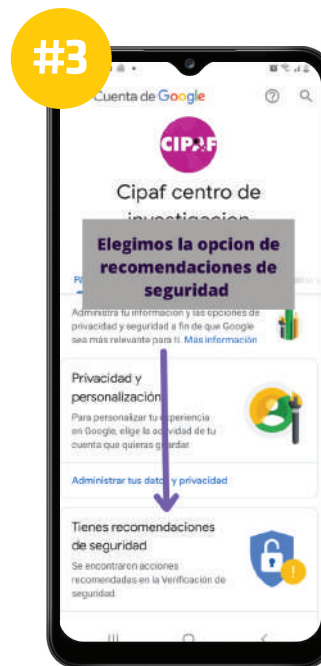 #3
Cuenta de Google
CIPAF
Cipaf centro de
investigacion
Elegimos la opcion de
recomendaciones de
seguridad
Administra tu información y las opciones de
privacidad y seguridad a fin de que Google
sea más relevante para ti. Más información
Privacidad y
personalización
Para personalizar tu experiencia
en Google, elige la actividad de tu
cuenta que quieras guardar.
Administrar tus datos y privacidad
Tienes recomendaciones
de seguridad
Se encontraron acciones
recomendadas en la Verificación de
seguridad.